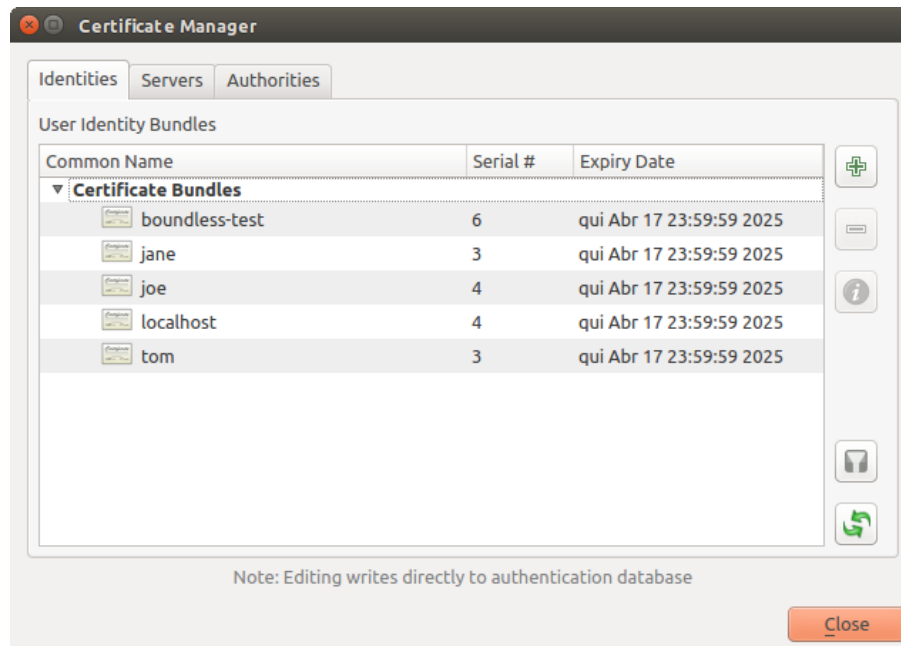 Certificate Manager
Identities Servers Authorities
User Identity Bundles
Common Name Serial # Expiry Date
Certificate Bundles
boundless-test 6 qui Abr 17 23:59:59 2025
jane 3 qui Abr 17 23:59:59 2025
joe 4 qui Abr 17 23:59:59 2025
localhost 4 qui Abr 17 23:59:59 2025
tom 3 qui Abr 17 23:59:59 2025
Note: Editing writes directly to authentication database
Close